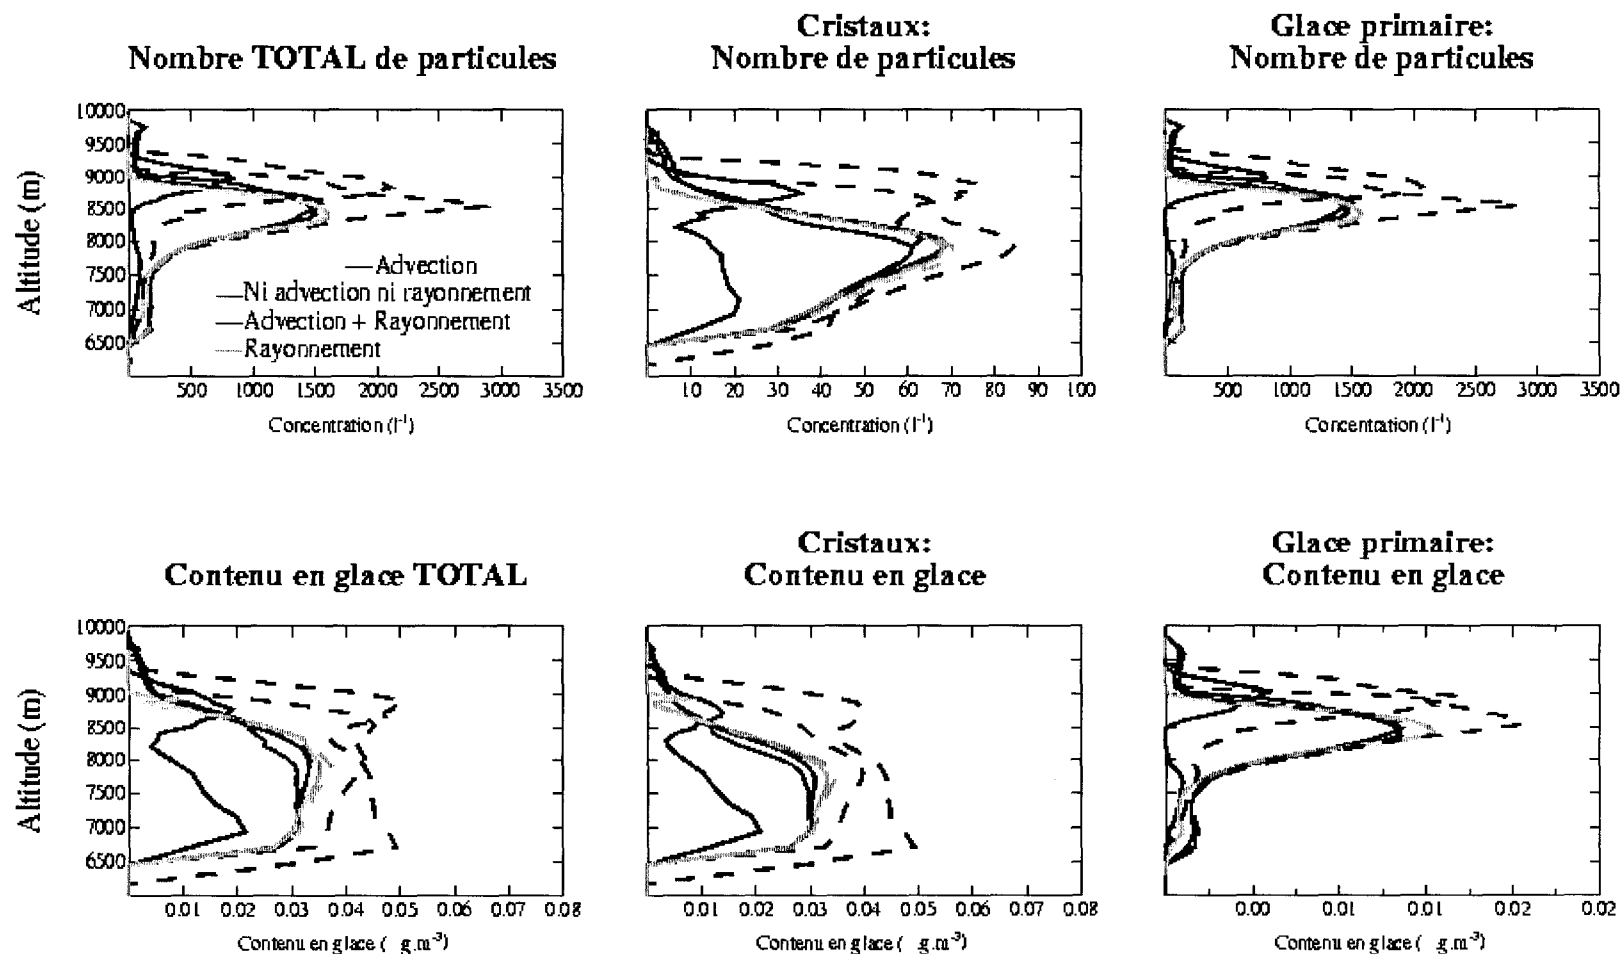 Nombre TOTAL de particules
Cristaux:
Nombre de particules
Glace primaire:
Nombre de particules
Altitude (m)
10000
9500
9000
8500
8000
7500
7000
6500
Advection
Ni advection ni rayonnement
Advection + Rayonnement
Rayonnement
500 1000 1500 2000 2500 3000 3500
Concentration (l⁻¹)
10 20 30 40 50 60 70 80 90 100
Concentration (l⁻¹)
500 1000 1500 2000 2500 3000 3500
Concentration (l⁻¹)
Contenu en glace TOTAL
Cristaux:
Contenu en glace
Glace primaire:
Contenu en glace
Altitude (m)
10000
9500
9000
8500
8000
7500
7000
6500
0.01 0.02 0.03 0.04 0.05 0.06 0.07 0.08
Contenu en glace ( g.m⁻³)
0.01 0.02 0.03 0.04 0.05 0.06 0.07 0.08
Contenu en glace ( g.m⁻³)
0.00 0.01 0.01 0.02 0.02
Contenu en glace ( g.m⁻³)